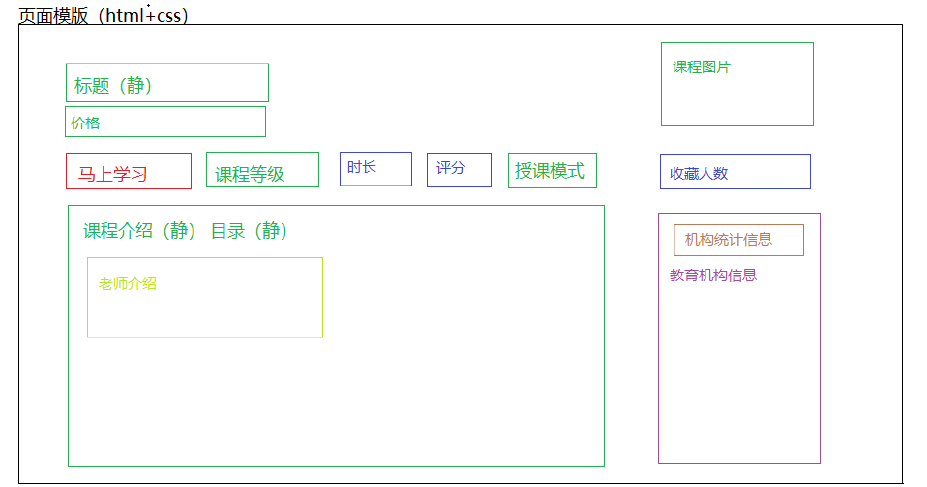 页面模版（html+css）
标题（静）
课程图片
价格
马上学习
课程等级
时长
评分
授课模式
收藏人数
课程介绍（静） 目录（静）
机构统计信息
教育机构信息
老师介绍